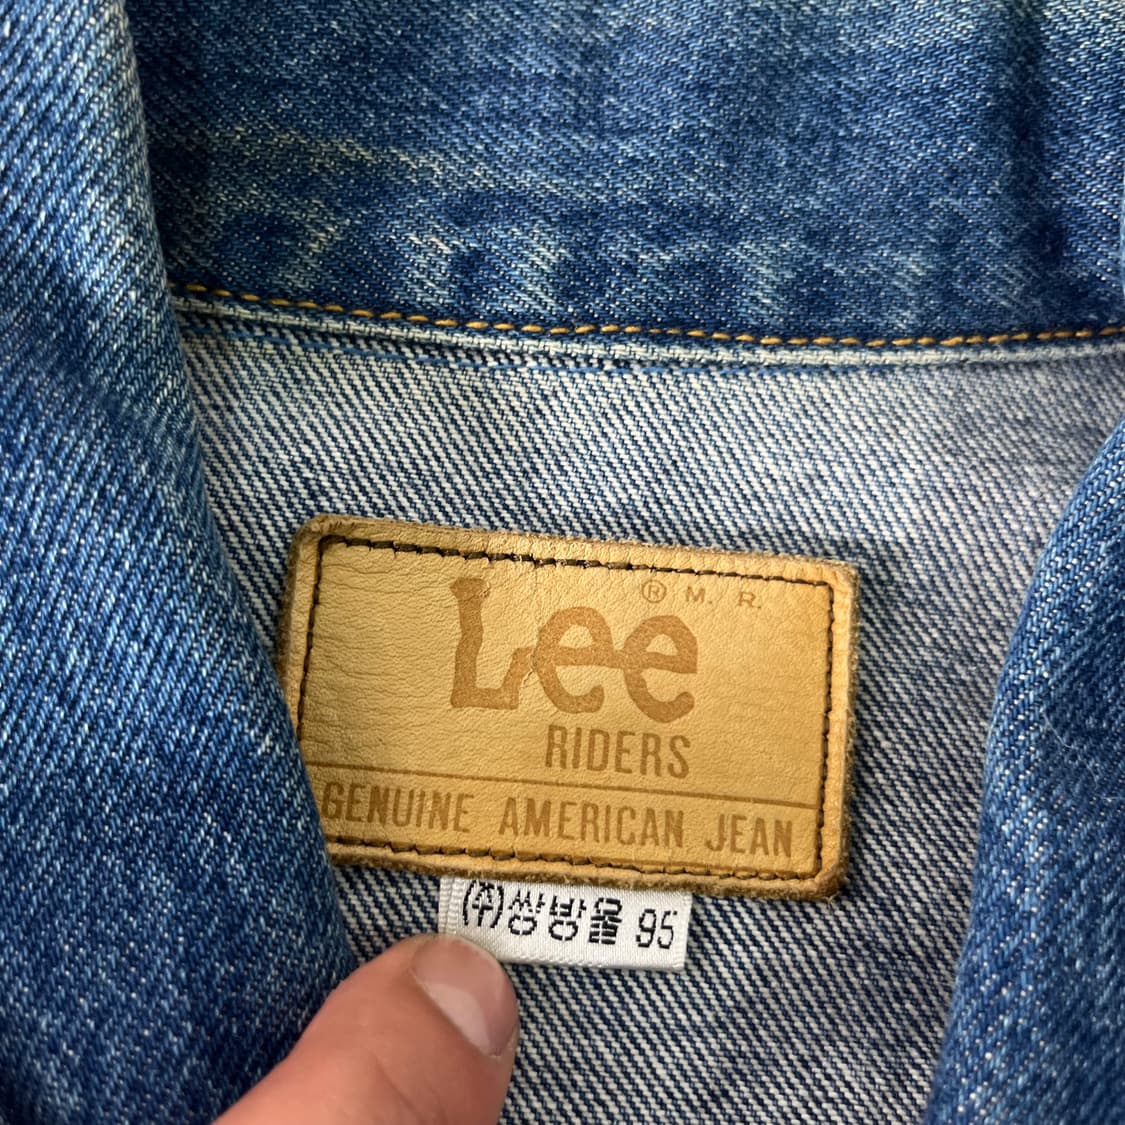 ® M. R.
Lee
RIDERS
GENUINE AMERICAN JEAN
(주)쌍방울 95